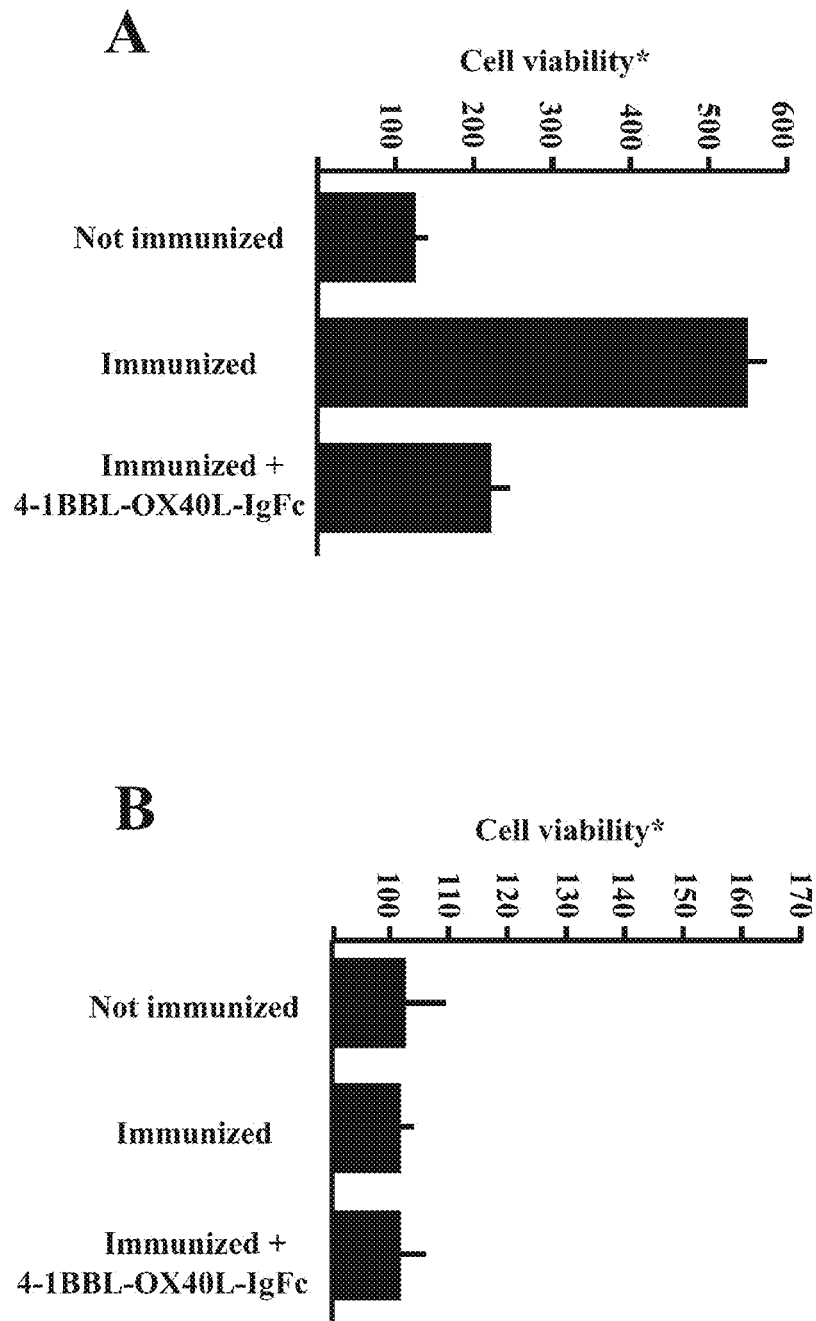 A
Cell viability*
100 200 300 400 500 600
Not immunized
Immunized
Immunized +
4-1BBL-OX40L-IgFc
B
Cell viability*
100 110 120 130 140 150 160 170
Not immunized
Immunized
Immunized +
4-1BBL-OX40L-IgFc